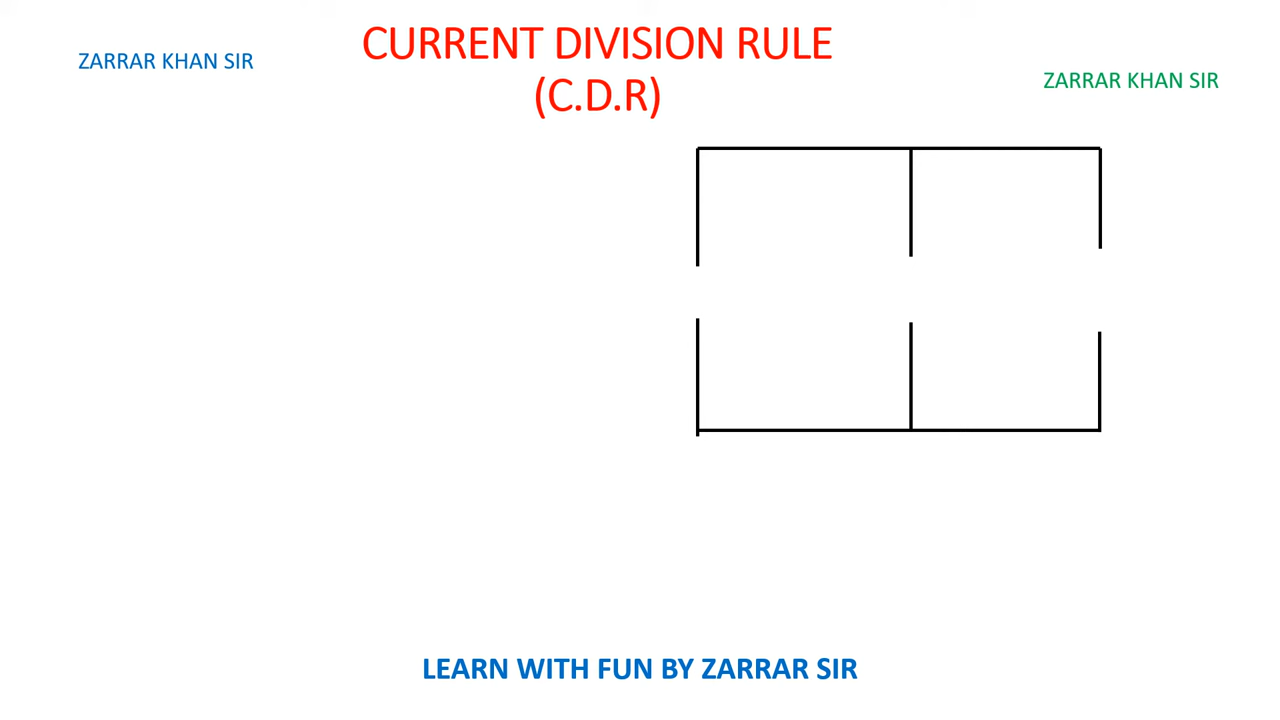 CURRENT DIVISION RULE
(C.D.R)
ZARRAR KHAN SIR
ZARRAR KHAN SIR
LEARN WITH FUN BY ZARRAR SIR